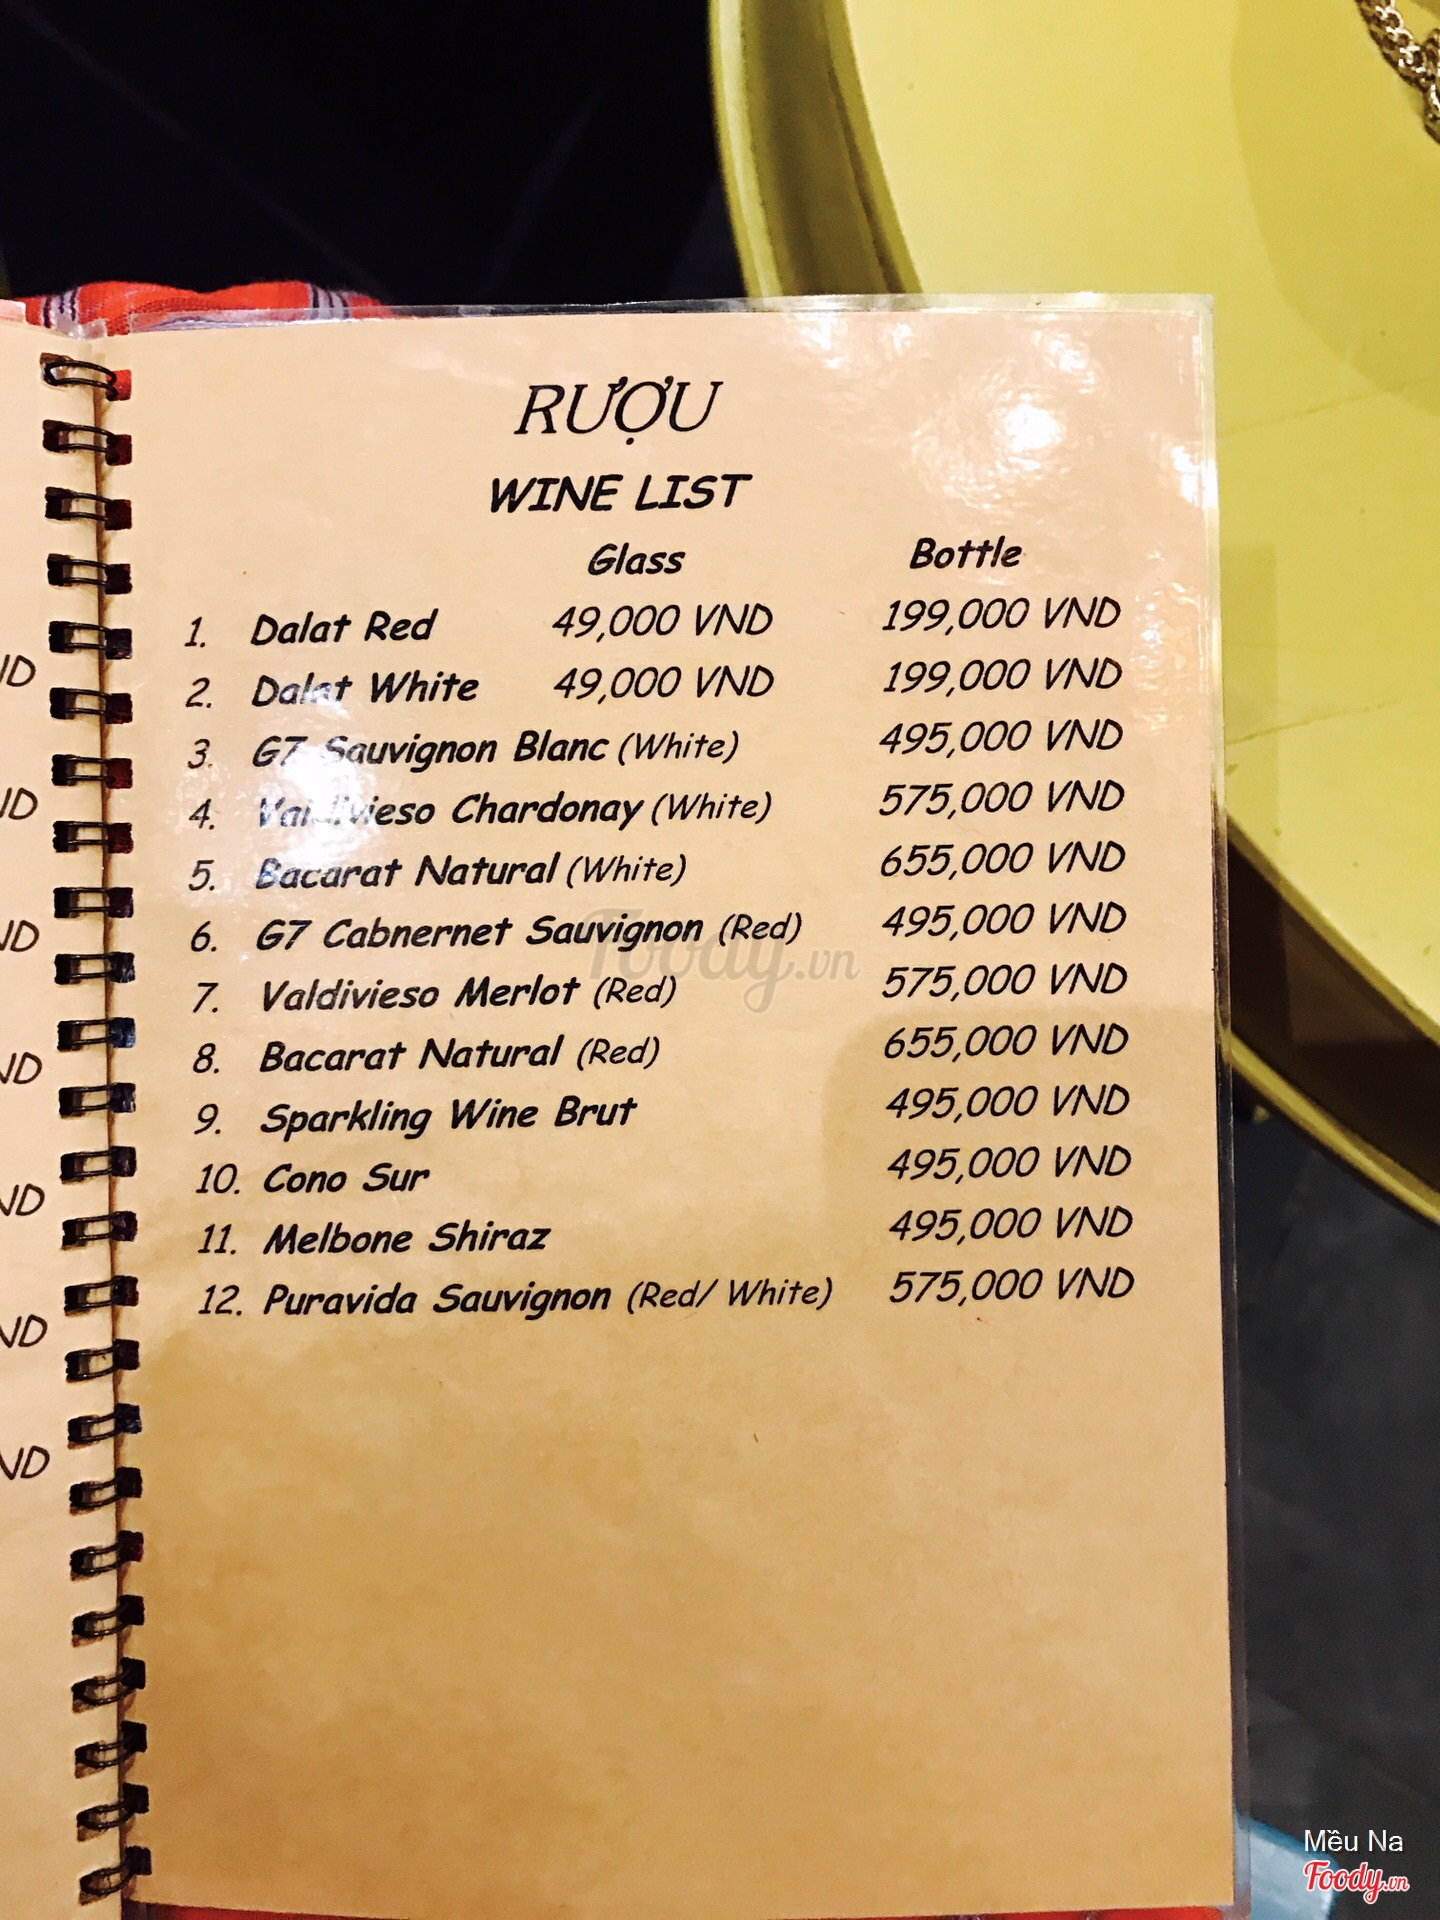 RƯỢU
WINE LIST
Glass Bottle
1. Dalat Red 49,000 VND 199,000 VND
2. Dalat White 49,000 VND 199,000 VND
3. G7 Sauvignon Blanc (White) 495,000 VND
4. Valdivieso Chardonay (White) 575,000 VND
5. Bacarat Natural (White) 655,000 VND
6. G7 Cabnernet Sauvignon (Red) 495,000 VND
7. Valdivieso Merlot (Red) 575,000 VND
8. Bacarat Natural (Red) 655,000 VND
9. Sparkling Wine Brut 495,000 VND
10. Cono Sur 495,000 VND
11. Melbone Shiraz 495,000 VND
12. Puravida Sauvignon (Red/ White) 575,000 VND
Foody.vn
Mều Na
Foody.vn